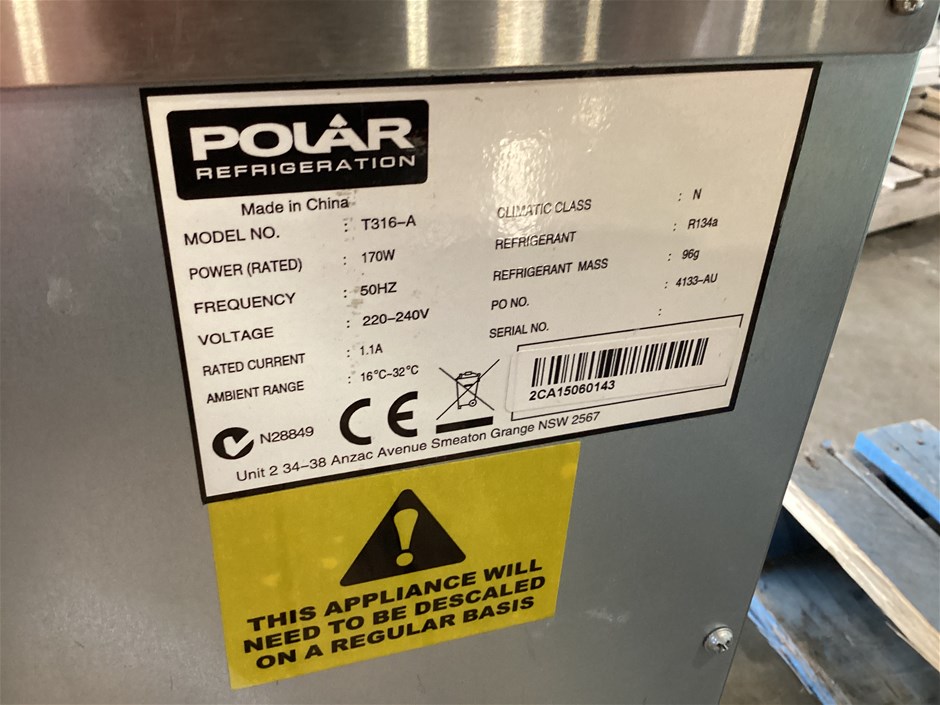 POLAR
REFRIGERATION
Made in China
MODEL NO. : T316-A
POWER (RATED) : 170W
FREQUENCY : 50HZ
VOLTAGE : 220-240V
RATED CURRENT : 1.1A
AMBIENT RANGE : 16°C-32°C
CLIMATIC CLASS : N
REFRIGERANT : R134a
REFRIGERANT MASS : 96g
PO NO. : 4133-AU
SERIAL NO. :
2CA15060143
N28849
CE
Unit 2 34-38 Anzac Avenue Smeaton Grange NSW 2567
THIS APPLIANCE WILL
NEED TO BE DESCALED
ON A REGULAR BASIS